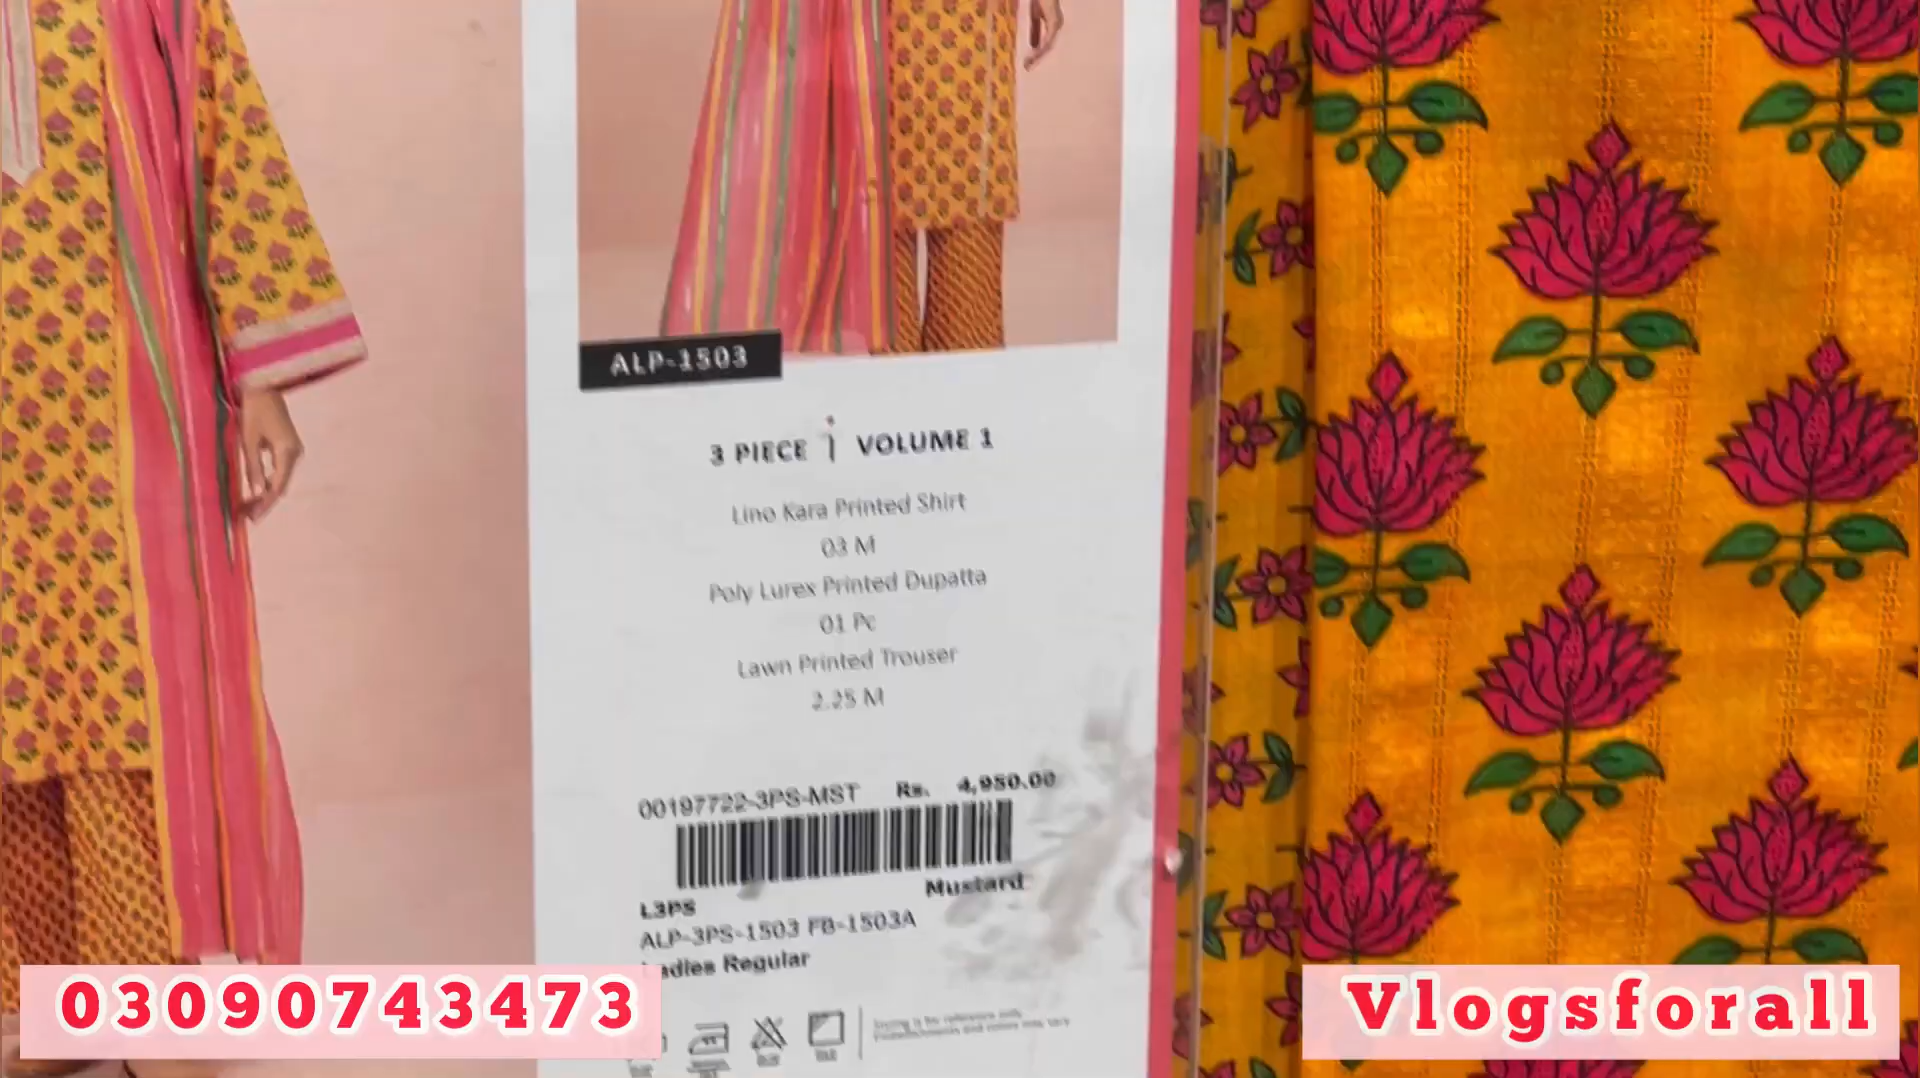 ALP-1503
3 PIECE | VOLUME 1
Lino Kara Printed Shirt
03 M
Poly Lurex Printed Dupatta
01 Pc
Lawn Printed Trouser
2.25 M
00197722-3PS-MST Rs. 4,950.00
Mustard
L3PS
ALP-3PS-1503 FB-1503A
Ladies Regular
03090743473
Vlogsforall